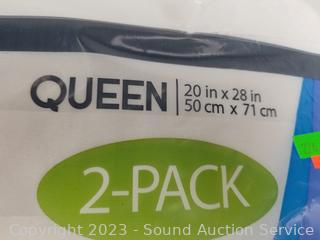 QUEEN
20 in x 28 in
50 cm x 71 cm
2-PACK
Copyright 2023 - Sound Auction Service